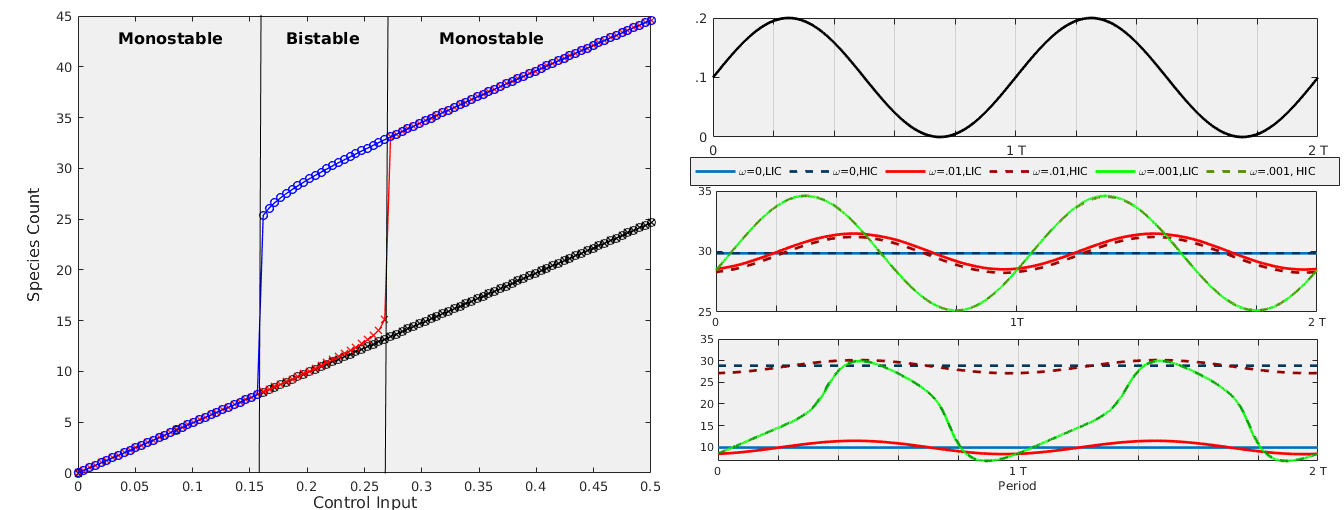 Monostable
Bistable
Monostable
45
40
35
30
25
20
15
10
5
0
Species Count
0
0.05
0.1
0.15
0.2
0.25
0.3
0.35
0.4
0.45
0.5
Control Input
.2
.1
0
0
1 T
2 T
ω=0,LIC
ω=0,HIC
ω=.01,LIC
ω=.01,HIC
ω=.001,LIC
ω=.001, HIC
35
30
25
0
1T
2 T
35
30
25
20
15
10
0
1 T
2 T
Period